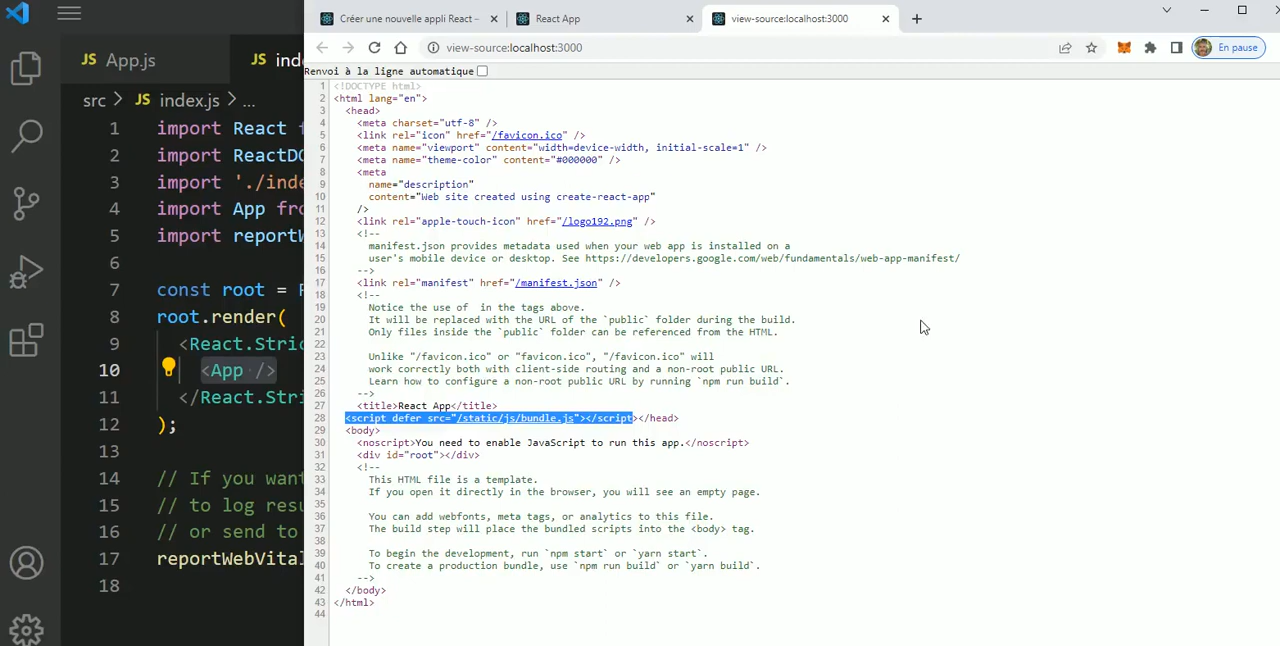 JS App.js
JS
src > JS index.js > ...
1 import React
2 import
3 import
4 import App
5 import
6
7 const root =
8 root.render(
9
10 <App />
11
12 );
13
14 // If you want
15 // to log
16 // or send to
17
18
Créer une nouvelle appli React –
React App
view-source:localhost:3000
view-source:localhost:3000
En pause
Renvoi à la ligne automatique
1 <!DOCTYPE html>
2 <html lang="en">
3 <head>
4 <meta charset="utf-8" />
5 <link rel="icon" href="/favicon.ico" />
6 <meta name="viewport" content="width=device-width, initial-scale=1" />
7 <meta name="theme-color" content="#000000" />
8 <meta
9 name="description"
10 content="Web site created using create-react-app"
11 />
12 <link rel="apple-touch-icon" href="/logo192.png" />
13 <!--
14 manifest.json provides metadata used when your web app is installed on a
15 user's mobile device or desktop. See https://developers.google.com/web/fundamentals/web-app-manifest/
16 -->
17 <link rel="manifest" href="/manifest.json" />
18 <!--
19 Notice the use of  in the tags above.
20 It will be replaced with the URL of the `public` folder during the build.
21 Only files inside the `public` folder can be referenced from the HTML.
22
23 Unlike "/favicon.ico" or "favicon.ico", "/favicon.ico" will
24 work correctly both with client-side routing and a non-root public URL.
25 Learn how to configure a non-root public URL by running `npm run build`.
26 -->
27 <title>React App</title>
28 <script defer src="/static/js/bundle.js"></script></head>
29 <body>
30 <noscript>You need to enable JavaScript to run this app.</noscript>
31 <div id="root"></div>
32 <!--
33 This HTML file is a template.
34 If you open it directly in the browser, you will see an empty page.
35
36 You can add webfonts, meta tags, or analytics to this file.
37 The build step will place the bundled scripts into the <body> tag.
38
39 To begin the development, run `npm start` or `yarn start`.
40 To create a production bundle, use `npm run build` or `yarn build`.
41 -->
42 </body>
43 </html>
44